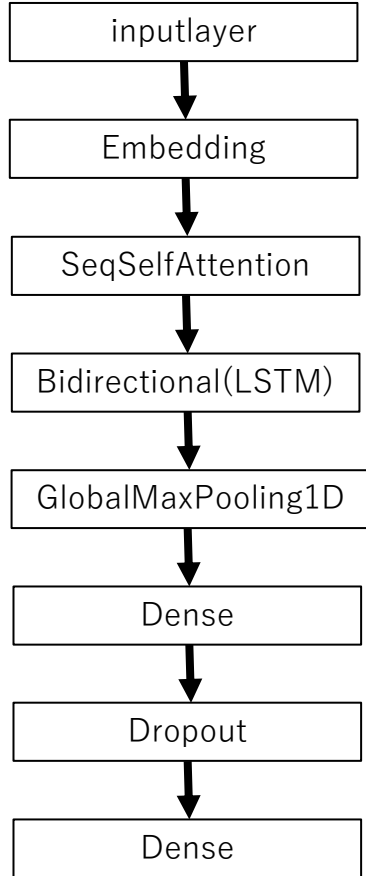 inputlayer
Embedding
SeqSelfAttention
Bidirectional(LSTM)
GlobalMaxPooling1D
Dense
Dropout
Dense